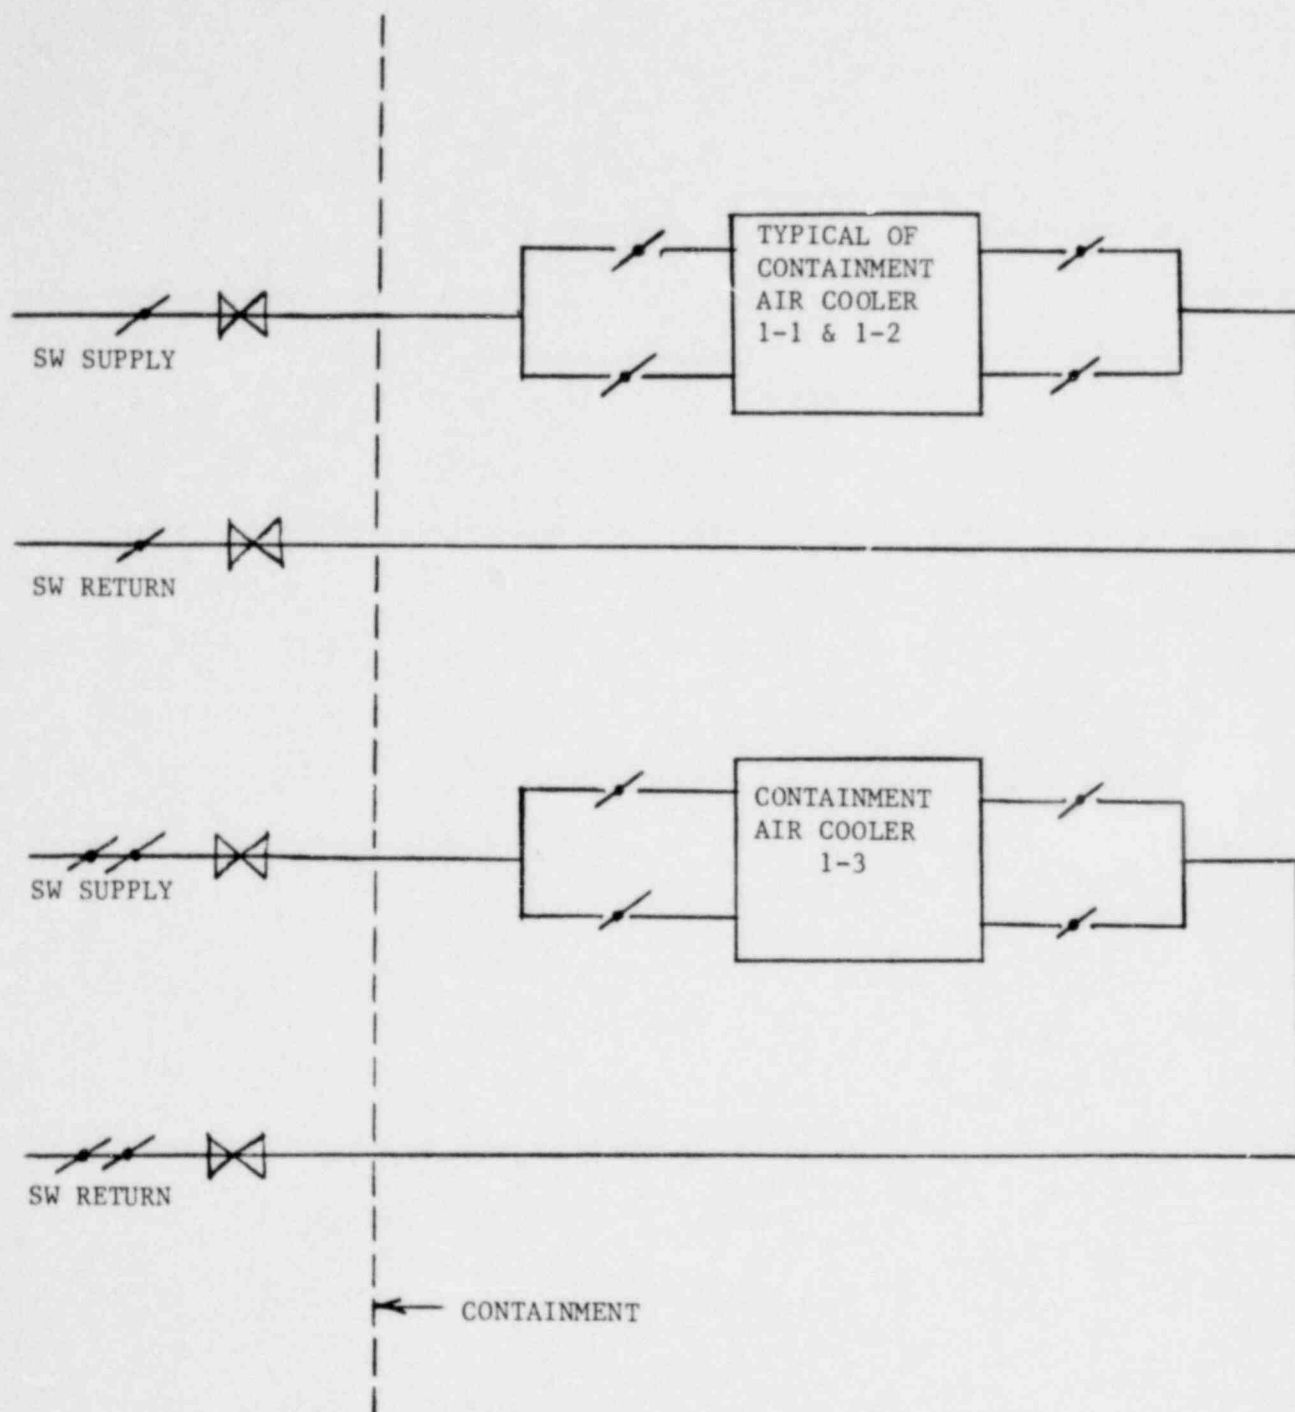 TYPICAL OF
CONTAINMENT
AIR COOLER
1-1 & 1-2
SW SUPPLY
SW RETURN
CONTAINMENT
AIR COOLER
1-3
SW SUPPLY
SW RETURN
CONTAINMENT